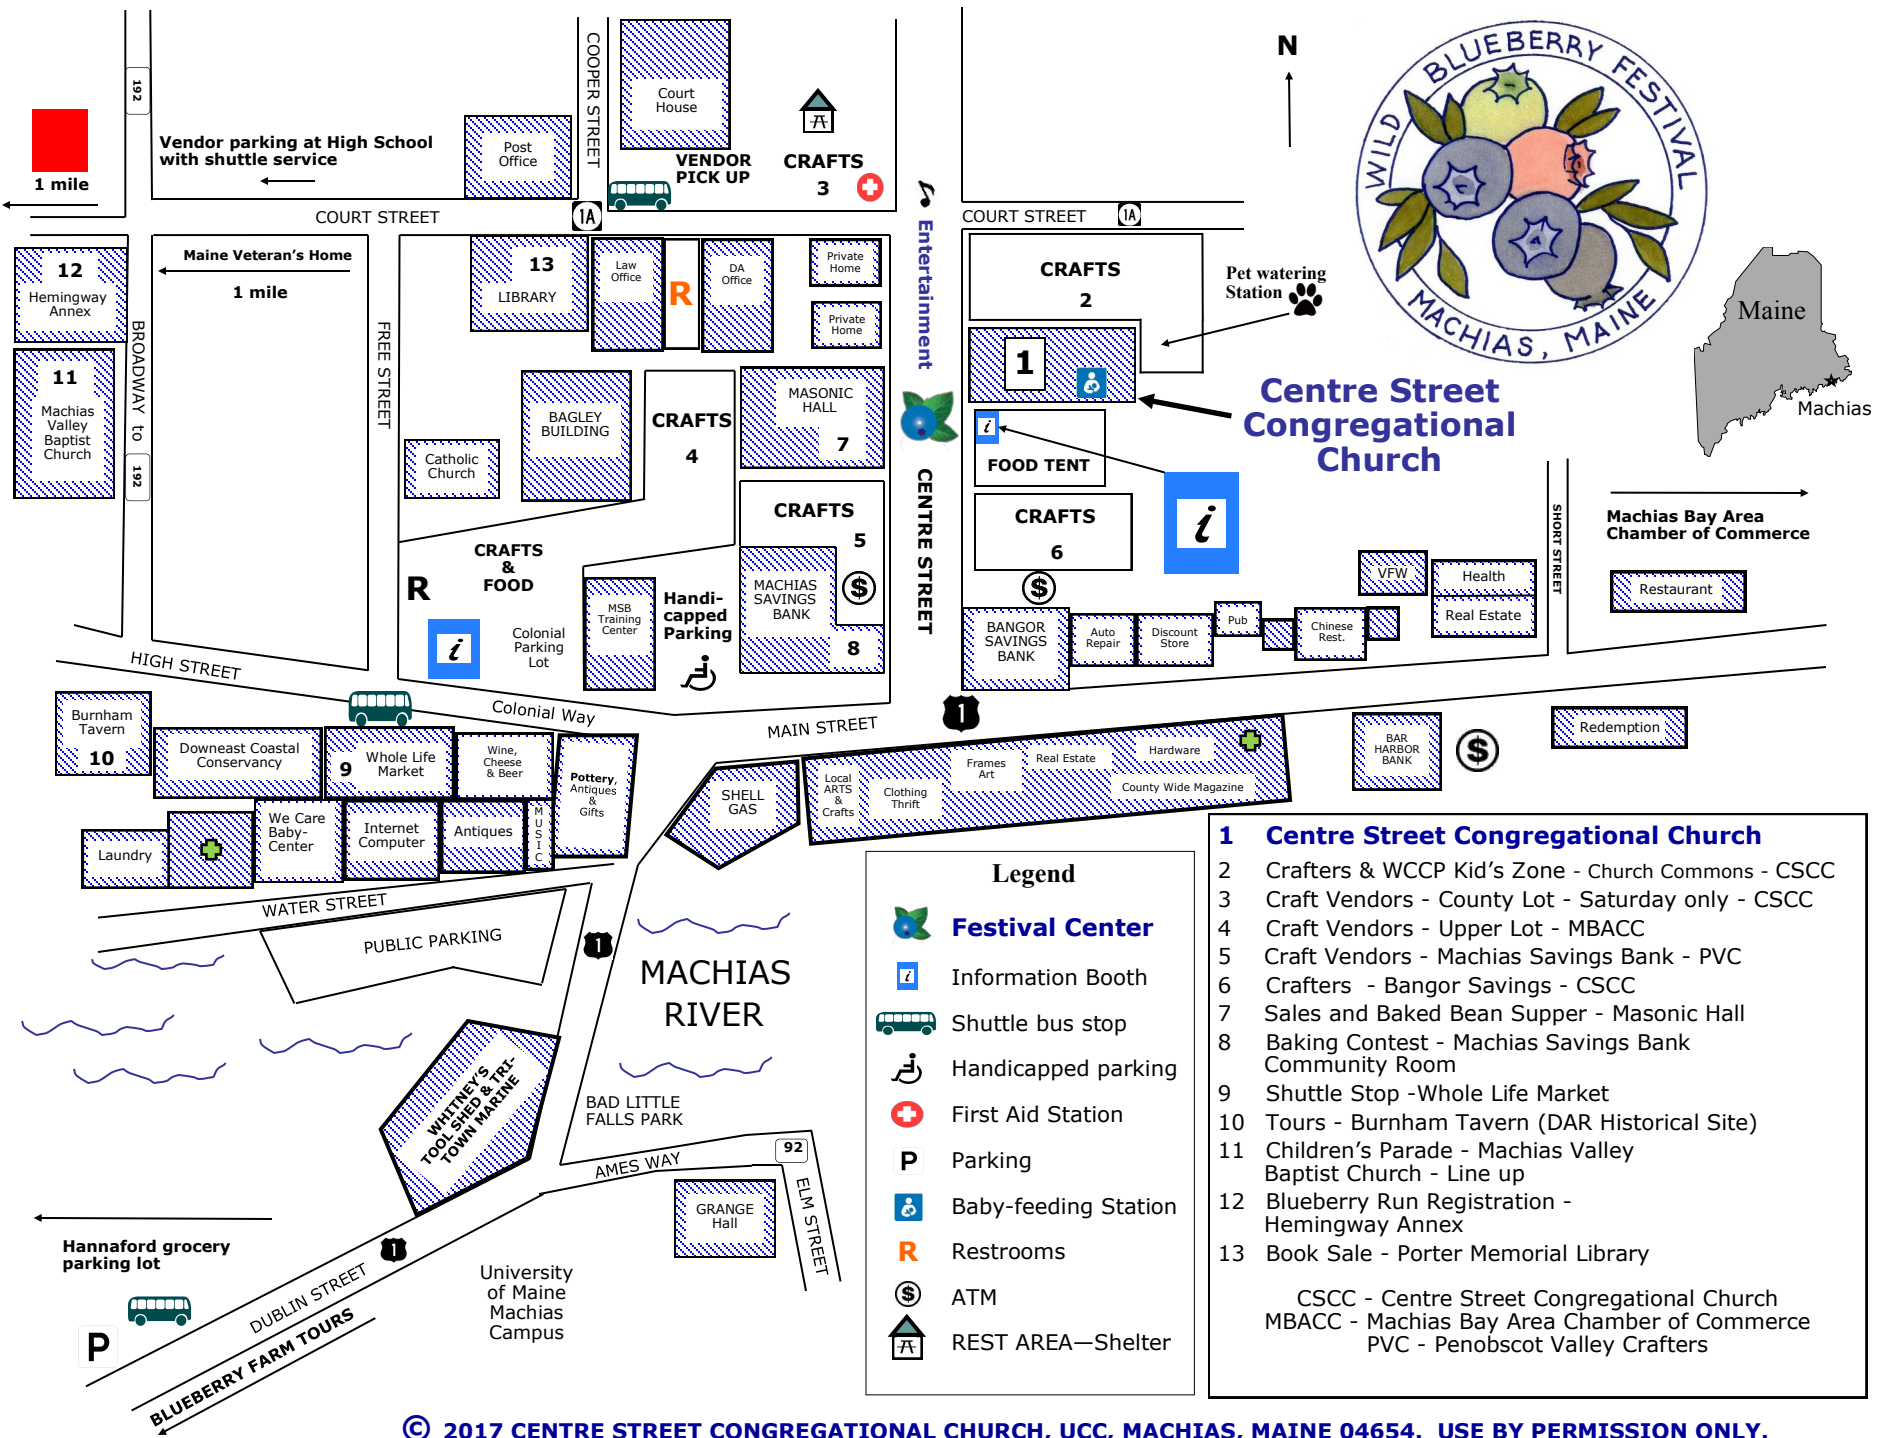 WILD BLUEBERRY FESTIVAL
MACHIAS, MAINE
N
192
COOPER STREET
Court
House
Post
Office
Vendor parking at High School
with shuttle service
1 mile
VENDOR
PICK UP
CRAFTS
3
COURT STREET
1A
COURT STREET
1A
Entertainment
12
Hemingway
Annex
Maine Veteran's Home
1 mile
13
LIBRARY
Law
Office
R
DA
Office
Private
Home
Private
Home
CRAFTS
2
Pet watering
Station
Maine
Machias
BROADWAY to
192
FREE STREET
11
Machias
Valley
Baptist
Church
1
Centre Street
Congregational
Church
BAGLEY
BUILDING
CRAFTS
4
MASONIC
HALL
7
Catholic
Church
i
FOOD TENT
CENTRE STREET
CRAFTS
5
CRAFTS
6
i
SHORT STREET
Machias Bay Area
Chamber of Commerce
CRAFTS
&
FOOD
R
i
Colonial
Parking
Lot
MSB
Training
Center
Handi-
capped
Parking
MACHIAS
SAVINGS
BANK
$
8
$
BANGOR
SAVINGS
BANK
Auto
Repair
Discount
Store
Pub
Chinese
Rest.
VFW
Health
Real Estate
Restaurant
HIGH STREET
Colonial Way
MAIN STREET
1
Burnham
Tavern
10
Downeast Coastal
Conservancy
9
Whole Life
Market
Wine,
Cheese
& Beer
Pottery,
Antiques
&
Gifts
SHELL
GAS
Local
ARTS
&
Crafts
Clothing
Thrift
Frames
Art
Real Estate
Hardware
County Wide Magazine
BAR
HARBOR
BANK
$
Redemption
Laundry
We Care
Baby-
Center
Internet
Computer
Antiques
MUSIC
WATER STREET
PUBLIC PARKING
1
MACHIAS
RIVER
WHITNEY'S
TOOL SHED & TRI-
TOWN MARINE
BAD LITTLE
FALLS PARK
AMES WAY
92
ELM STREET
GRANGE
Hall
Hannaford grocery
parking lot
P
1
DUBLIN STREET
BLUEBERRY FARM TOURS
University
of Maine
Machias
Campus
Legend
Festival Center
i Information Booth
Shuttle bus stop
Handicapped parking
First Aid Station
P Parking
Baby-feeding Station
R Restrooms
$ ATM
REST AREA—Shelter
1 Centre Street Congregational Church
2 Crafters & WCCP Kid's Zone - Church Commons - CSCC
3 Craft Vendors - County Lot - Saturday only - CSCC
4 Craft Vendors - Upper Lot - MBACC
5 Craft Vendors - Machias Savings Bank - PVC
6 Crafters - Bangor Savings - CSCC
7 Sales and Baked Bean Supper - Masonic Hall
8 Baking Contest - Machias Savings Bank
Community Room
9 Shuttle Stop -Whole Life Market
10 Tours - Burnham Tavern (DAR Historical Site)
11 Children's Parade - Machias Valley
Baptist Church - Line up
12 Blueberry Run Registration -
Hemingway Annex
13 Book Sale - Porter Memorial Library
CSCC - Centre Street Congregational Church
MBACC - Machias Bay Area Chamber of Commerce
PVC - Penobscot Valley Crafters
© 2017 CENTRE STREET CONGREGATIONAL CHURCH, UCC, MACHIAS, MAINE 04654. USE BY PERMISSION ONLY.